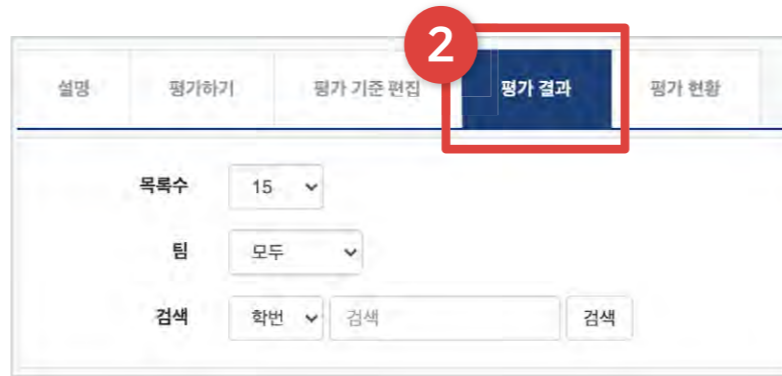 2
설명 평가하기 평가 기준 편집 평가 결과 평가 현황
목록수 15
팀 모두
검색 학번 검색 검색